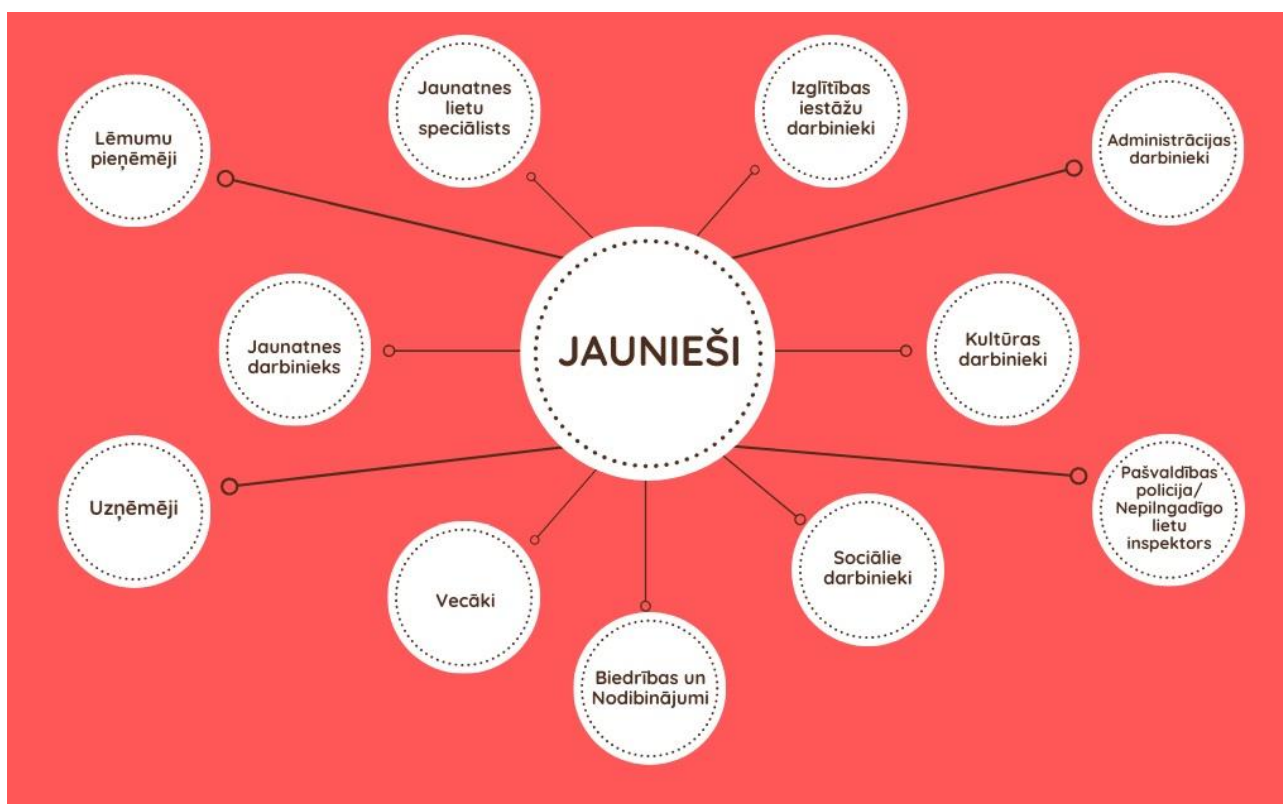 Jaunatnes
lietu
speciālists
Izglītības
iestāžu
darbinieki
Lēmumu
pieņēmēji
Administrācijas
darbinieki
Jaunatnes
darbinieks
JAUNIEŠI
Kultūras
darbinieki
Uzņēmēji
Pašvaldības
policija/
Nepilngadīgo
lietu
inspektors
Vecāki
Sociālie
darbinieki
Biedrības un
Nodibinājumi